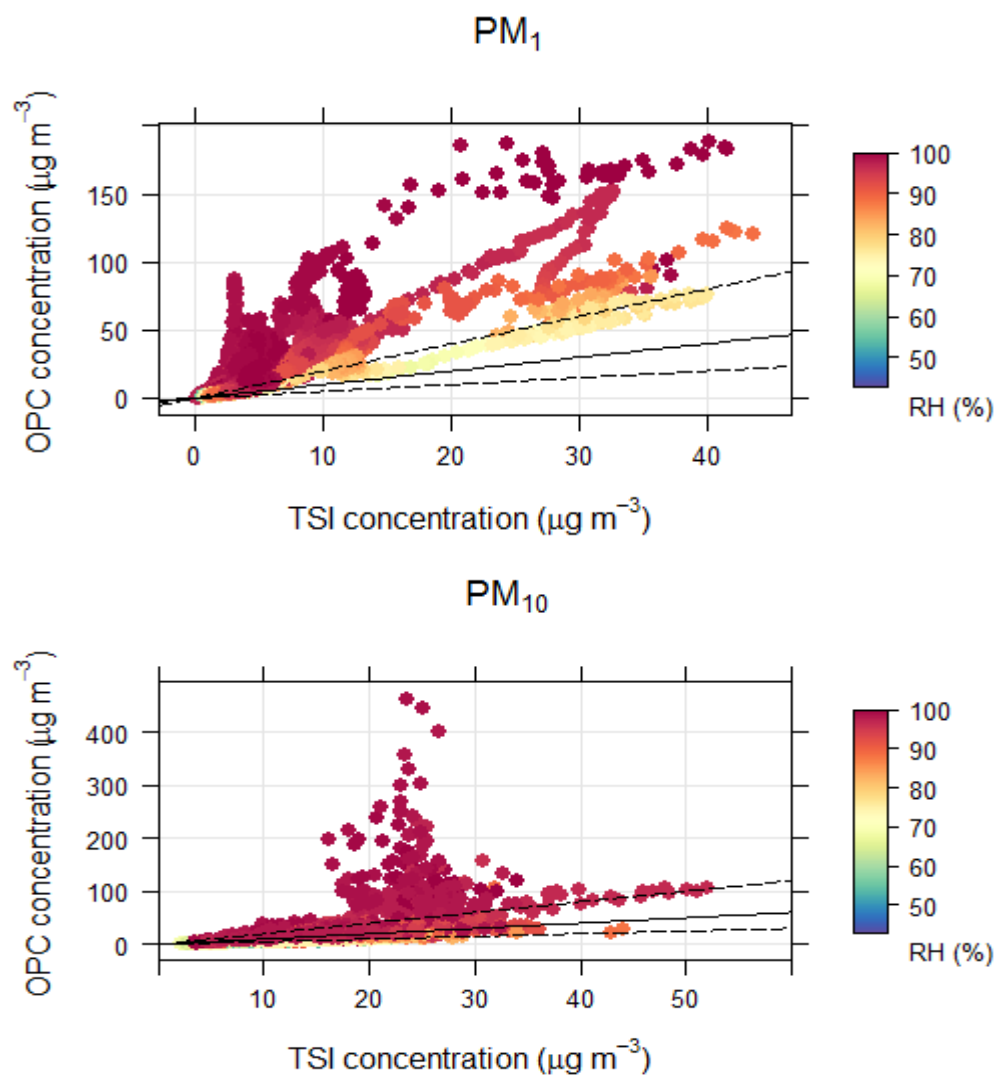 PM₁
OPC concentration (μg m⁻³)
150
100
50
0
0 10 20 30 40
TSI concentration (μg m⁻³)
100
90
80
70
60
50
RH (%)
PM₁₀
OPC concentration (μg m⁻³)
400
300
200
100
0
10 20 30 40 50
TSI concentration (μg m⁻³)
100
90
80
70
60
50
RH (%)